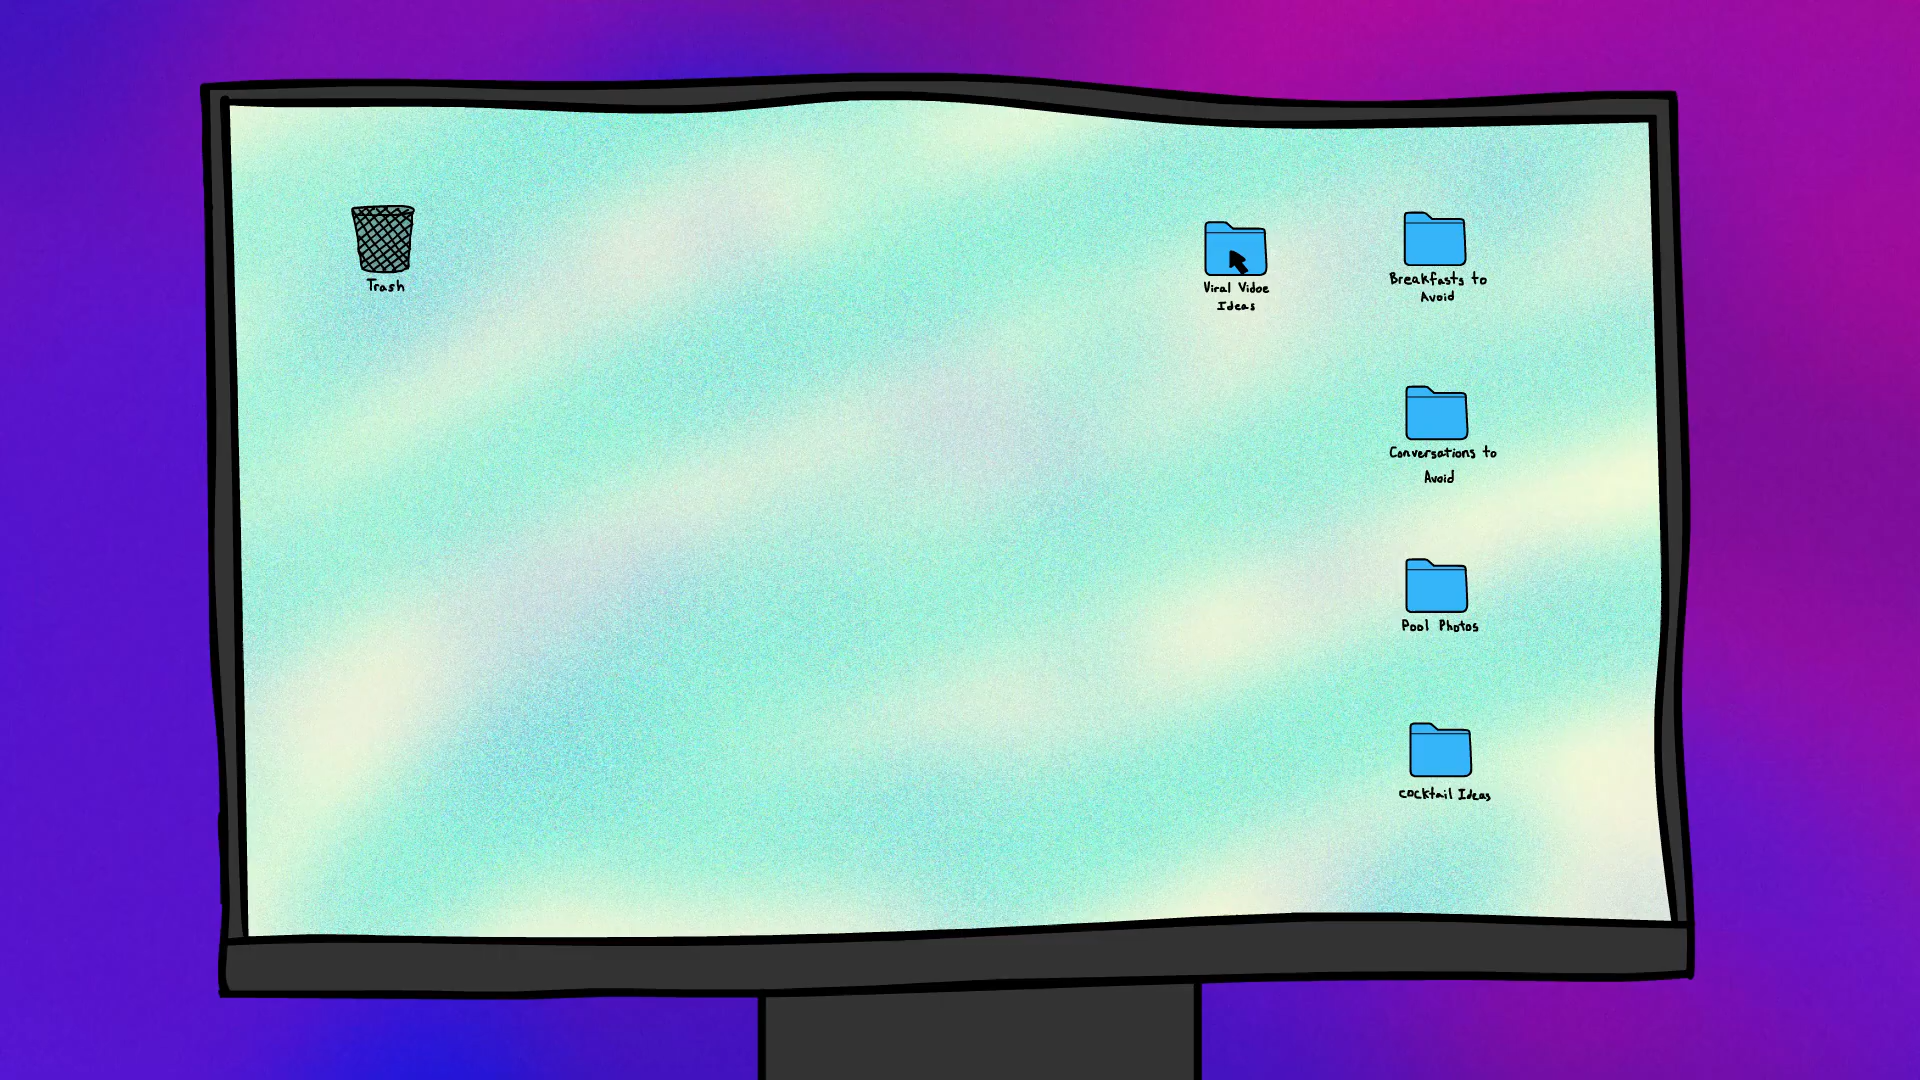 Trash
Viral Vidoe
Ideas
Breakfasts to
Avoid
Conversations to
Avoid
Pool Photos
Cocktail Ideas